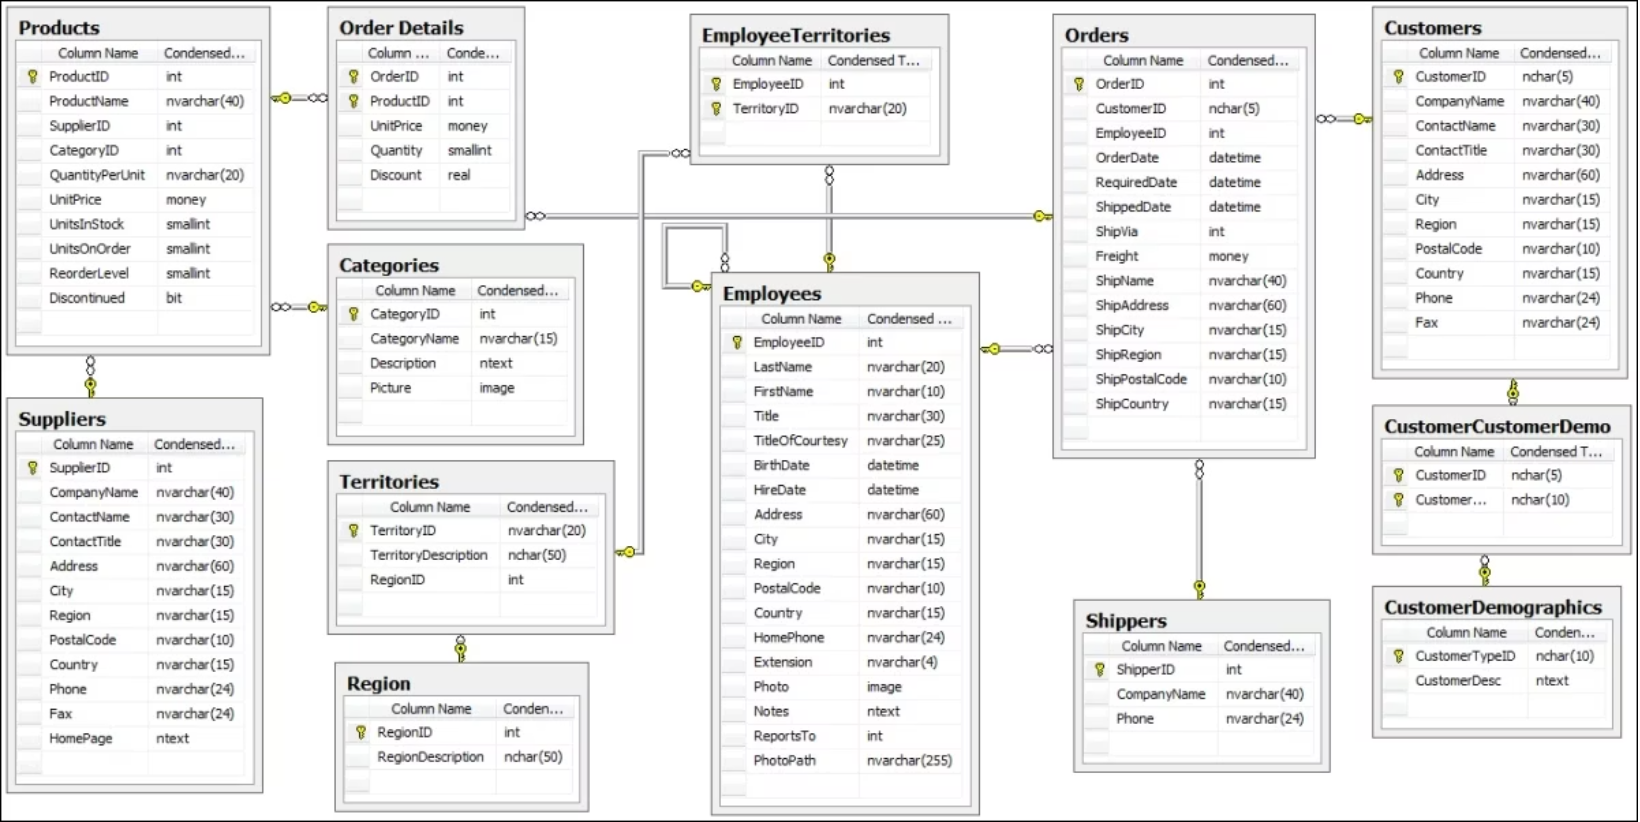 Products
Column Name Condensed...
ProductID int
ProductName nvarchar(40)
SupplierID int
CategoryID int
QuantityPerUnit nvarchar(20)
UnitPrice money
UnitsInStock smallint
UnitsOnOrder smallint
ReorderLevel smallint
Discontinued bit
Suppliers
Column Name Condensed...
SupplierID int
CompanyName nvarchar(40)
ContactName nvarchar(30)
ContactTitle nvarchar(30)
Address nvarchar(60)
City nvarchar(15)
Region nvarchar(15)
PostalCode nvarchar(10)
Country nvarchar(15)
Phone nvarchar(24)
Fax nvarchar(24)
HomePage ntext
Order Details
Column ... Conde...
OrderID int
ProductID int
UnitPrice money
Quantity smallint
Discount real
Categories
Column Name Condensed...
CategoryID int
CategoryName nvarchar(15)
Description ntext
Picture image
Territories
Column Name Condensed...
TerritoryID nvarchar(20)
TerritoryDescription nchar(50)
RegionID int
Region
Column Name Conden...
RegionID int
RegionDescription nchar(50)
EmployeeTerritories
Column Name Condensed T...
EmployeeID int
TerritoryID nvarchar(20)
Employees
Column Name Condensed ...
EmployeeID int
LastName nvarchar(20)
FirstName nvarchar(10)
Title nvarchar(30)
TitleOfCourtesy nvarchar(25)
BirthDate datetime
HireDate datetime
Address nvarchar(60)
City nvarchar(15)
Region nvarchar(15)
PostalCode nvarchar(10)
Country nvarchar(15)
HomePhone nvarchar(24)
Extension nvarchar(4)
Photo image
Notes ntext
ReportsTo int
PhotoPath nvarchar(255)
Orders
Column Name Condensed...
OrderID int
CustomerID nchar(5)
EmployeeID int
OrderDate datetime
RequiredDate datetime
ShippedDate datetime
ShipVia int
Freight money
ShipName nvarchar(40)
ShipAddress nvarchar(60)
ShipCity nvarchar(15)
ShipRegion nvarchar(15)
ShipPostalCode nvarchar(10)
ShipCountry nvarchar(15)
Shippers
Column Name Condensed...
ShipperID int
CompanyName nvarchar(40)
Phone nvarchar(24)
Customers
Column Name Condensed...
CustomerID nchar(5)
CompanyName nvarchar(40)
ContactName nvarchar(30)
ContactTitle nvarchar(30)
Address nvarchar(60)
City nvarchar(15)
Region nvarchar(15)
PostalCode nvarchar(10)
Country nvarchar(15)
Phone nvarchar(24)
Fax nvarchar(24)
CustomerCustomerDemo
Column Name Condensed T...
CustomerID nchar(5)
Customer... nchar(10)
CustomerDemographics
Column Name Conden...
CustomerTypeID nchar(10)
CustomerDesc ntext